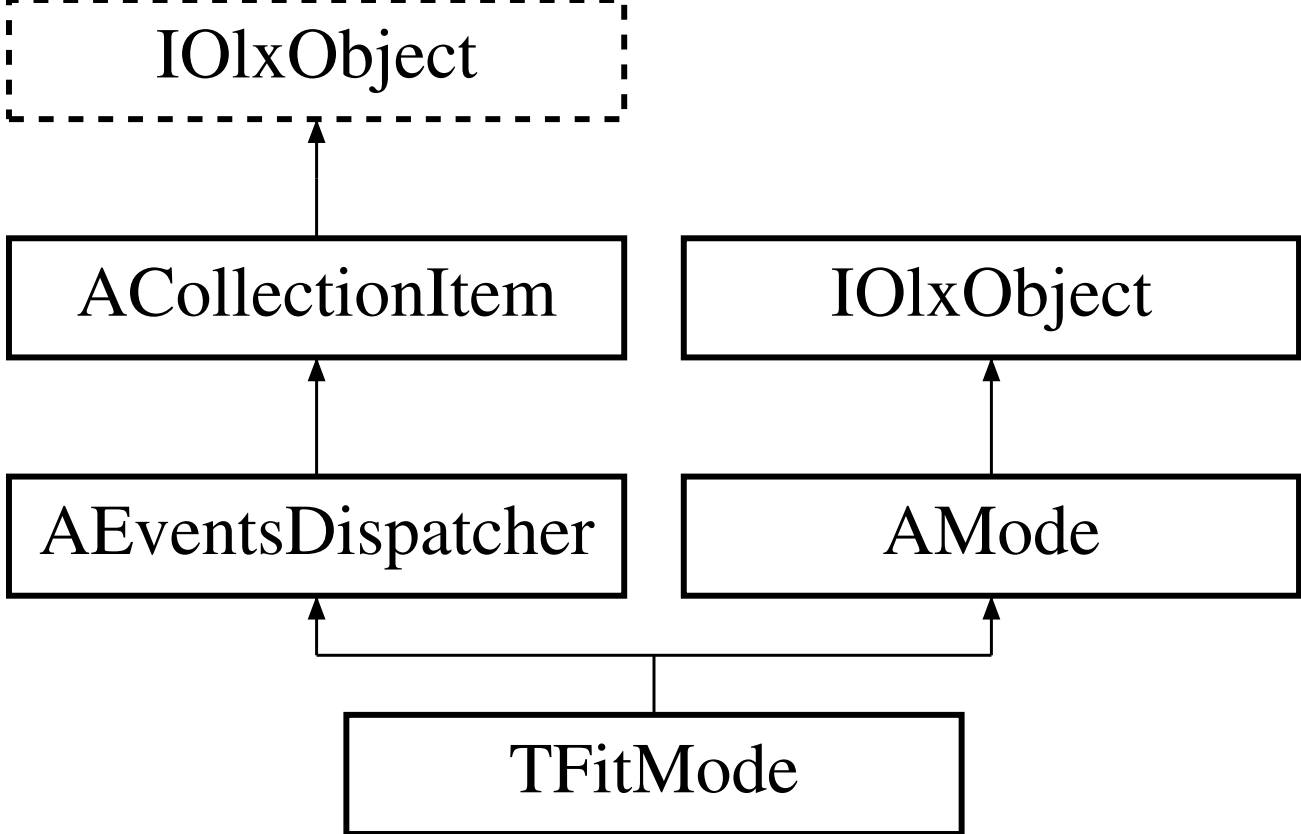 IOlxObject
ACollectionItem
IOlxObject
AEventsDispatcher
AMode
TFitMode